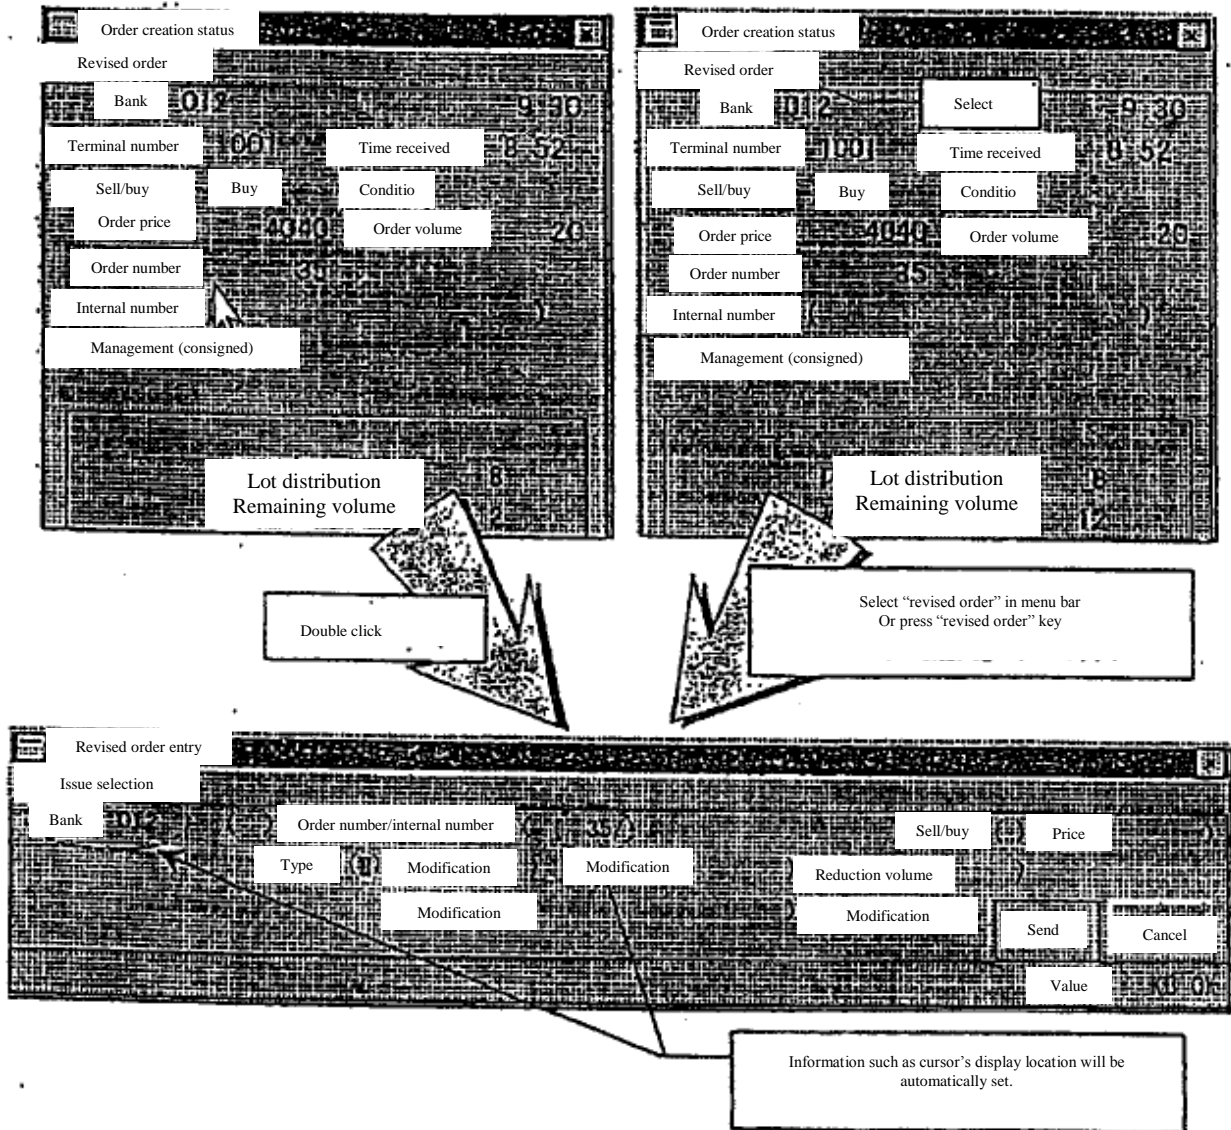 Order creation status
Revised order
Bank 012 9 30
Terminal number 1001 Time received 8 52
Sell/buy Buy Conditio
Order price 4040 Order volume 20
Order number 35
Internal number )
Management (consigned)
Lot distribution 8
Remaining volume 2
Order creation status
Revised order
Select
Bank 012 9 30
Terminal number 1001 Time received 8 52
Sell/buy Buy Conditio
Order price 4040 Order volume 20
Order number 35
Internal number ( )
Management (consigned)
Lot distribution 8
Remaining volume 12
Double click
Select “revised order” in menu bar
Or press “revised order” key
Revised order entry
Issue selection
Bank 012 ) ( ) Order number/internal number ( 35/ ) Sell/buy ( ) Price )
Type Modification Modification ) Reduction volume )
Modification ) Modification
Send
Cancel
Value
Information such as cursor’s display location will be
automatically set.